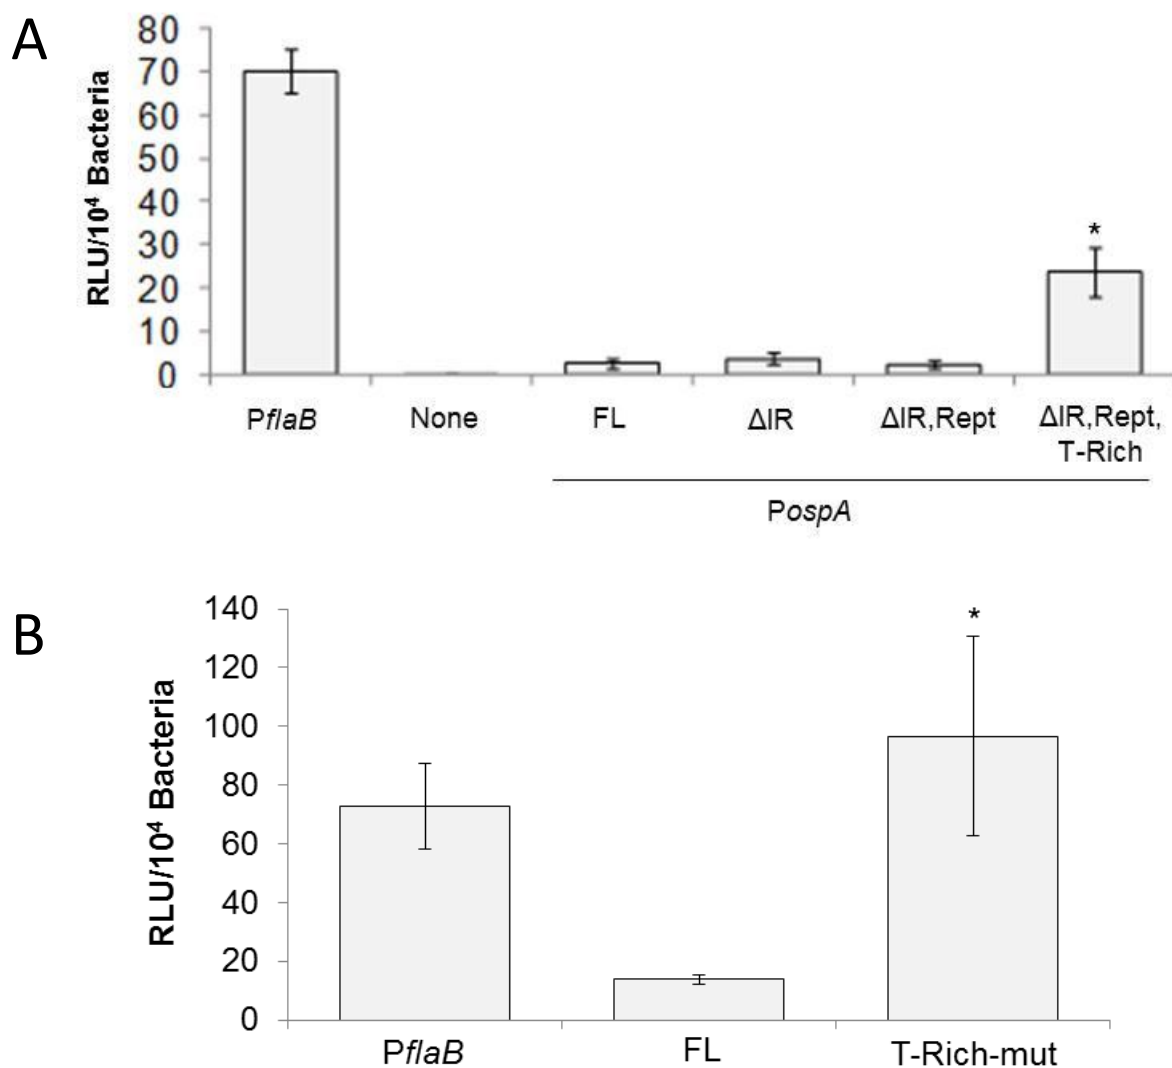 A
RLU/10⁴ Bacteria
80
70
60
50
40
30
20
10
0
*
PflaB
None
FL
ΔIR
ΔIR,Rept
ΔIR,Rept,
T-Rich
PospA
B
RLU/10⁴ Bacteria
140
120
100
80
60
40
20
0
*
PflaB
FL
T-Rich-mut